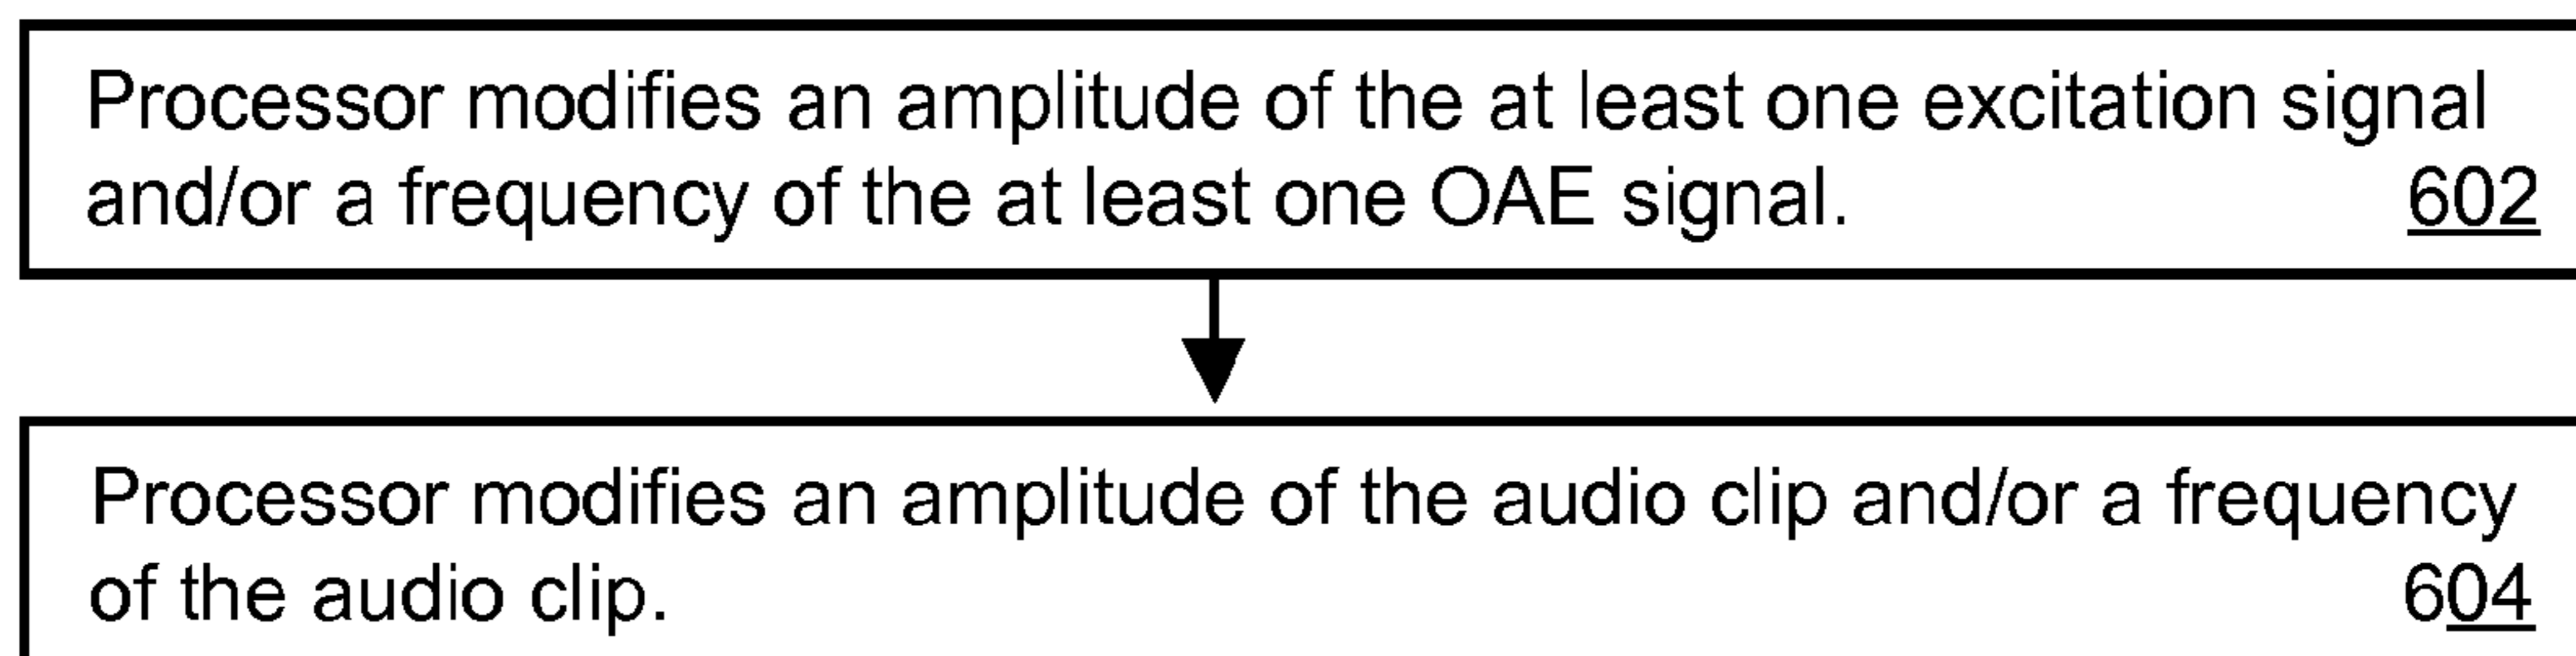 Processor modifies an amplitude of the at least one excitation signal
and/or a frequency of the at least one OAE signal. 602
Processor modifies an amplitude of the audio clip and/or a frequency
of the audio clip. 604